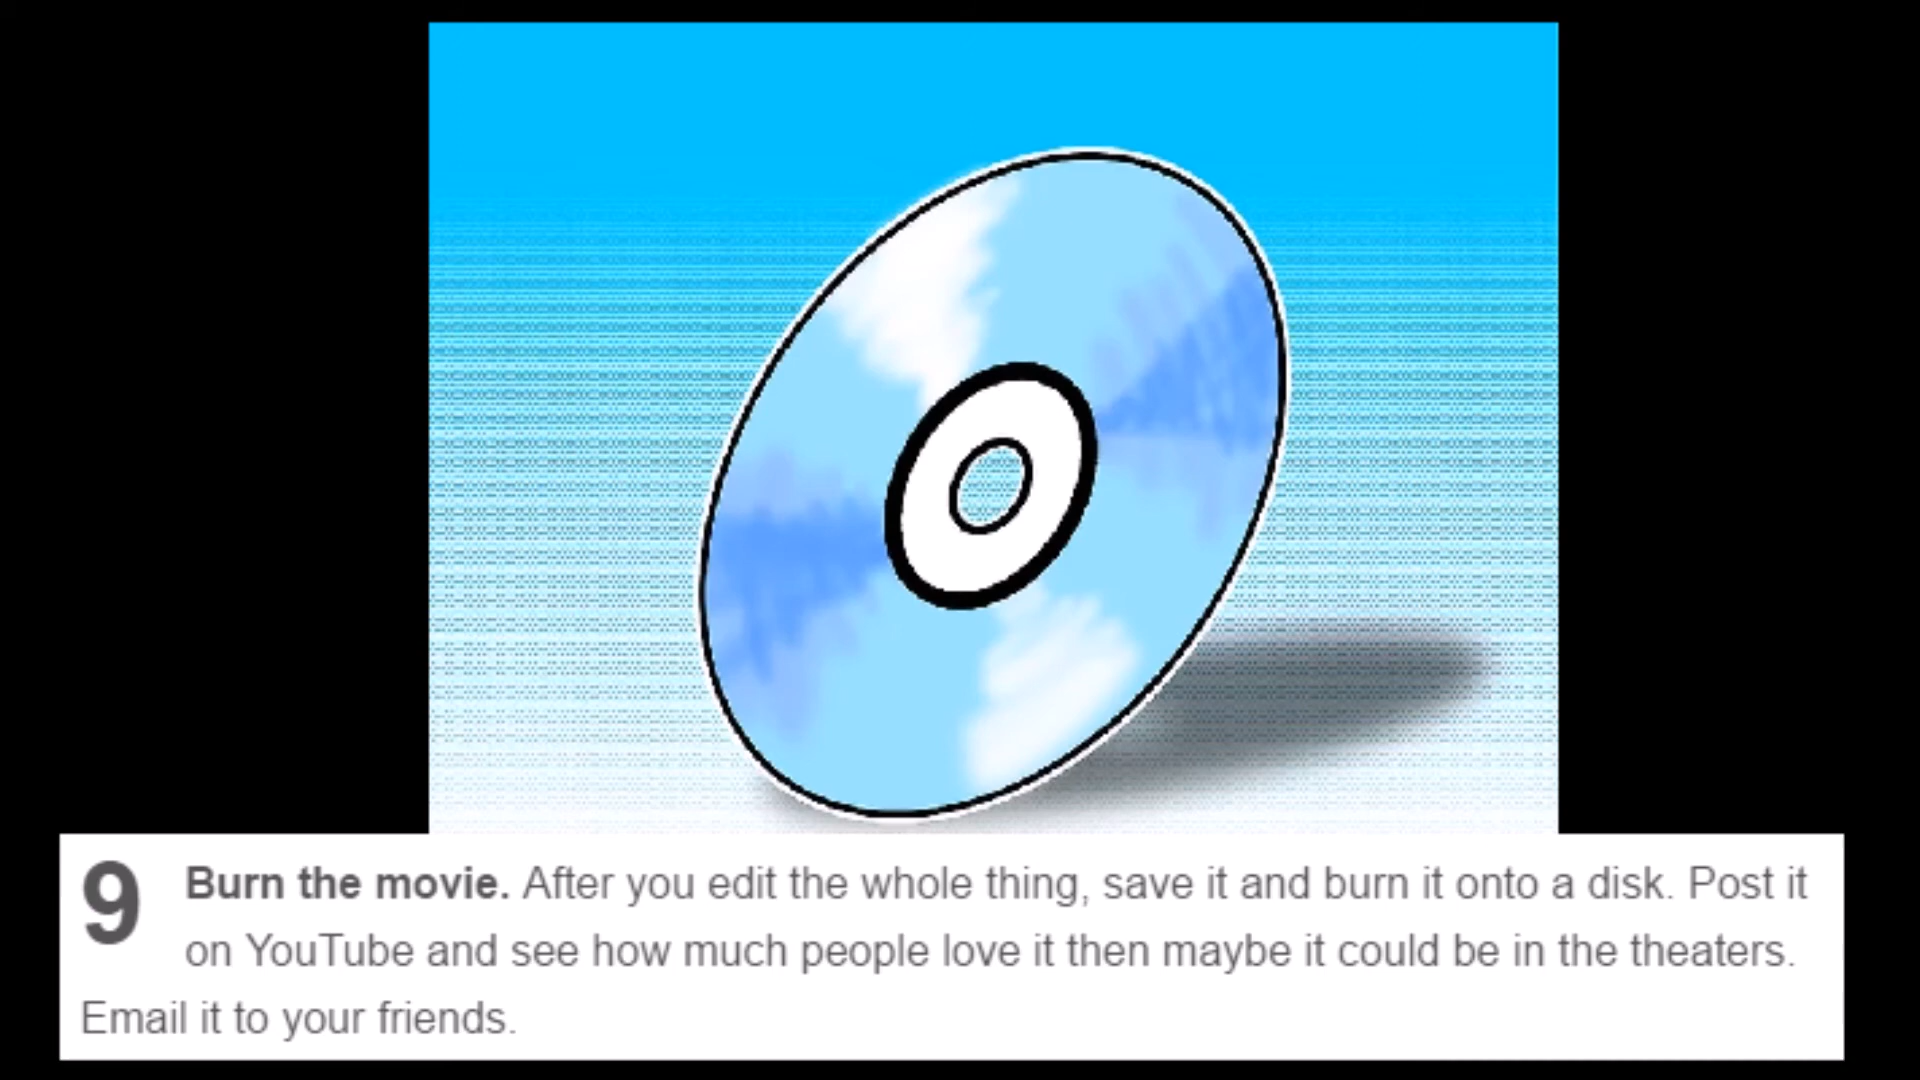 9 Burn the movie. After you edit the whole thing, save it and burn it onto a disk. Post it
on YouTube and see how much people love it then maybe it could be in the theaters.
Email it to your friends.